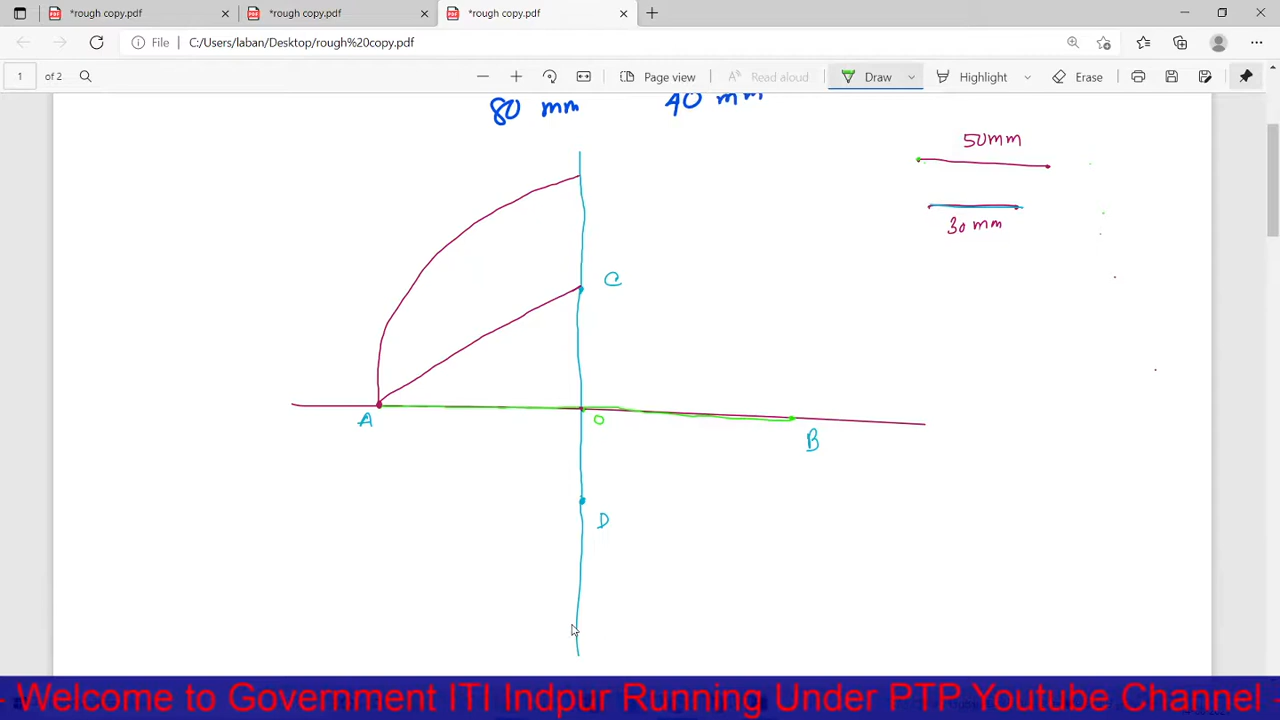 *rough copy.pdf
*rough copy.pdf
*rough copy.pdf
File C:/Users/laban/Desktop/rough%20copy.pdf
1 of 2
Page view
Read aloud
Draw
Highlight
Erase
80 mm 40 mm
50mm
30 mm
C
A
O
B
D
- Welcome to Government ITI Indpur Running Under PTP Youtube Channel